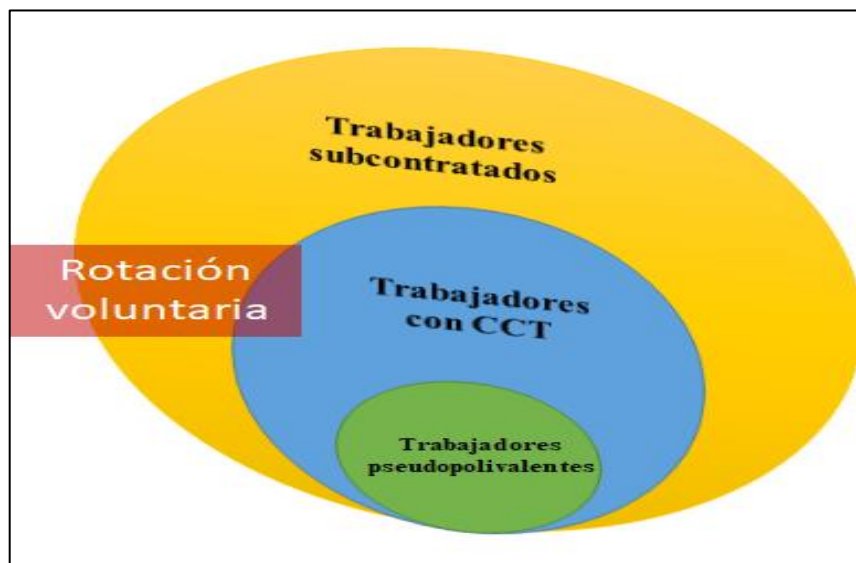 Trabajadores
subcontratados
Rotación
voluntaria
Trabajadores
con CCT
Trabajadores
pseudopolivalentes